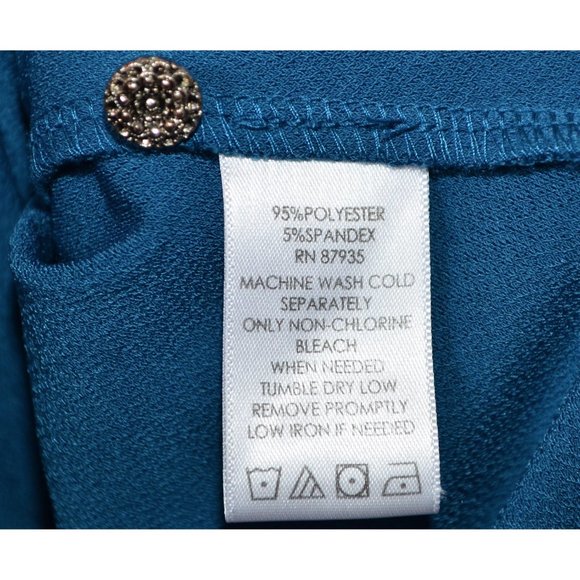 95%POLYESTER
5%SPANDEX
RN 87935
MACHINE WASH COLD
SEPARATELY
ONLY NON-CHLORINE
BLEACH
WHEN NEEDED
TUMBLE DRY LOW
REMOVE PROMPTLY
LOW IRON IF NEEDED